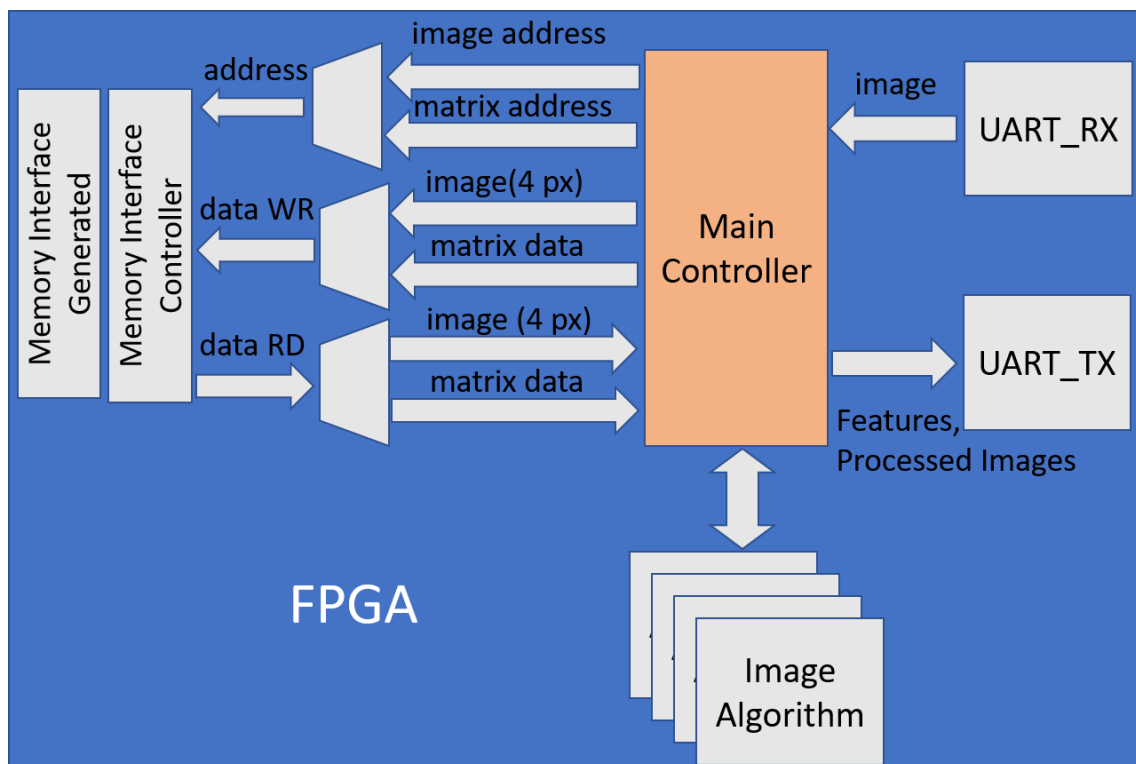 image address
address
matrix address
image
UART_RX
Memory Interface
Generated
Memory Interface
Controller
image(4 px)
data WR
matrix data
Main
Controller
image (4 px)
data RD
matrix data
UART_TX
Features,
Processed Images
FPGA
Image
Algorithm